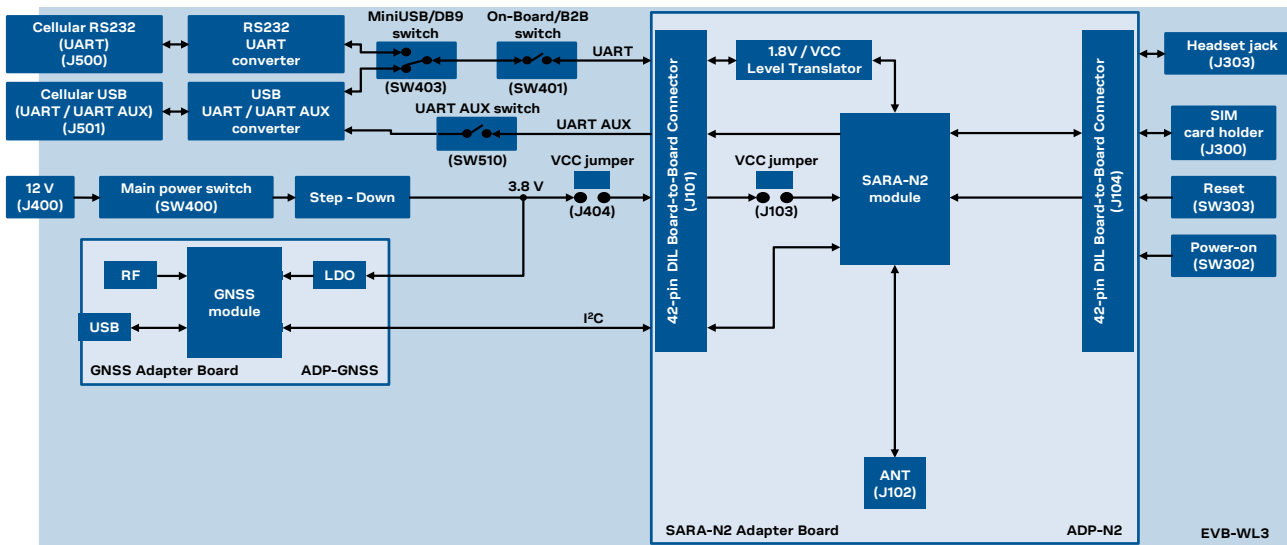 Cellular RS232
(UART)
(J500)
RS232
UART
converter
MiniUSB/DB9
switch
(SW403)
On-Board/B2B
switch
(SW401)
UART
Cellular USB
(UART / UART AUX)
(J501)
USB
UART / UART AUX
converter
UART AUX switch
(SW510)
UART AUX
12 V
(J400)
Main power switch
(SW400)
Step - Down
3.8 V
VCC jumper
(J404)
42-pin DIL Board-to-Board Connector
(J101)
1.8V / VCC
Level Translator
VCC jumper
(J103)
SARA-N2
module
ANT
(J102)
42-pin DIL Board-to-Board Connector
(J104)
Headset jack
(J303)
SIM
card holder
(J300)
Reset
(SW303)
Power-on
(SW302)
RF
USB
GNSS
module
LDO
I²C
GNSS Adapter Board
ADP-GNSS
SARA-N2 Adapter Board
ADP-N2
EVB-WL3